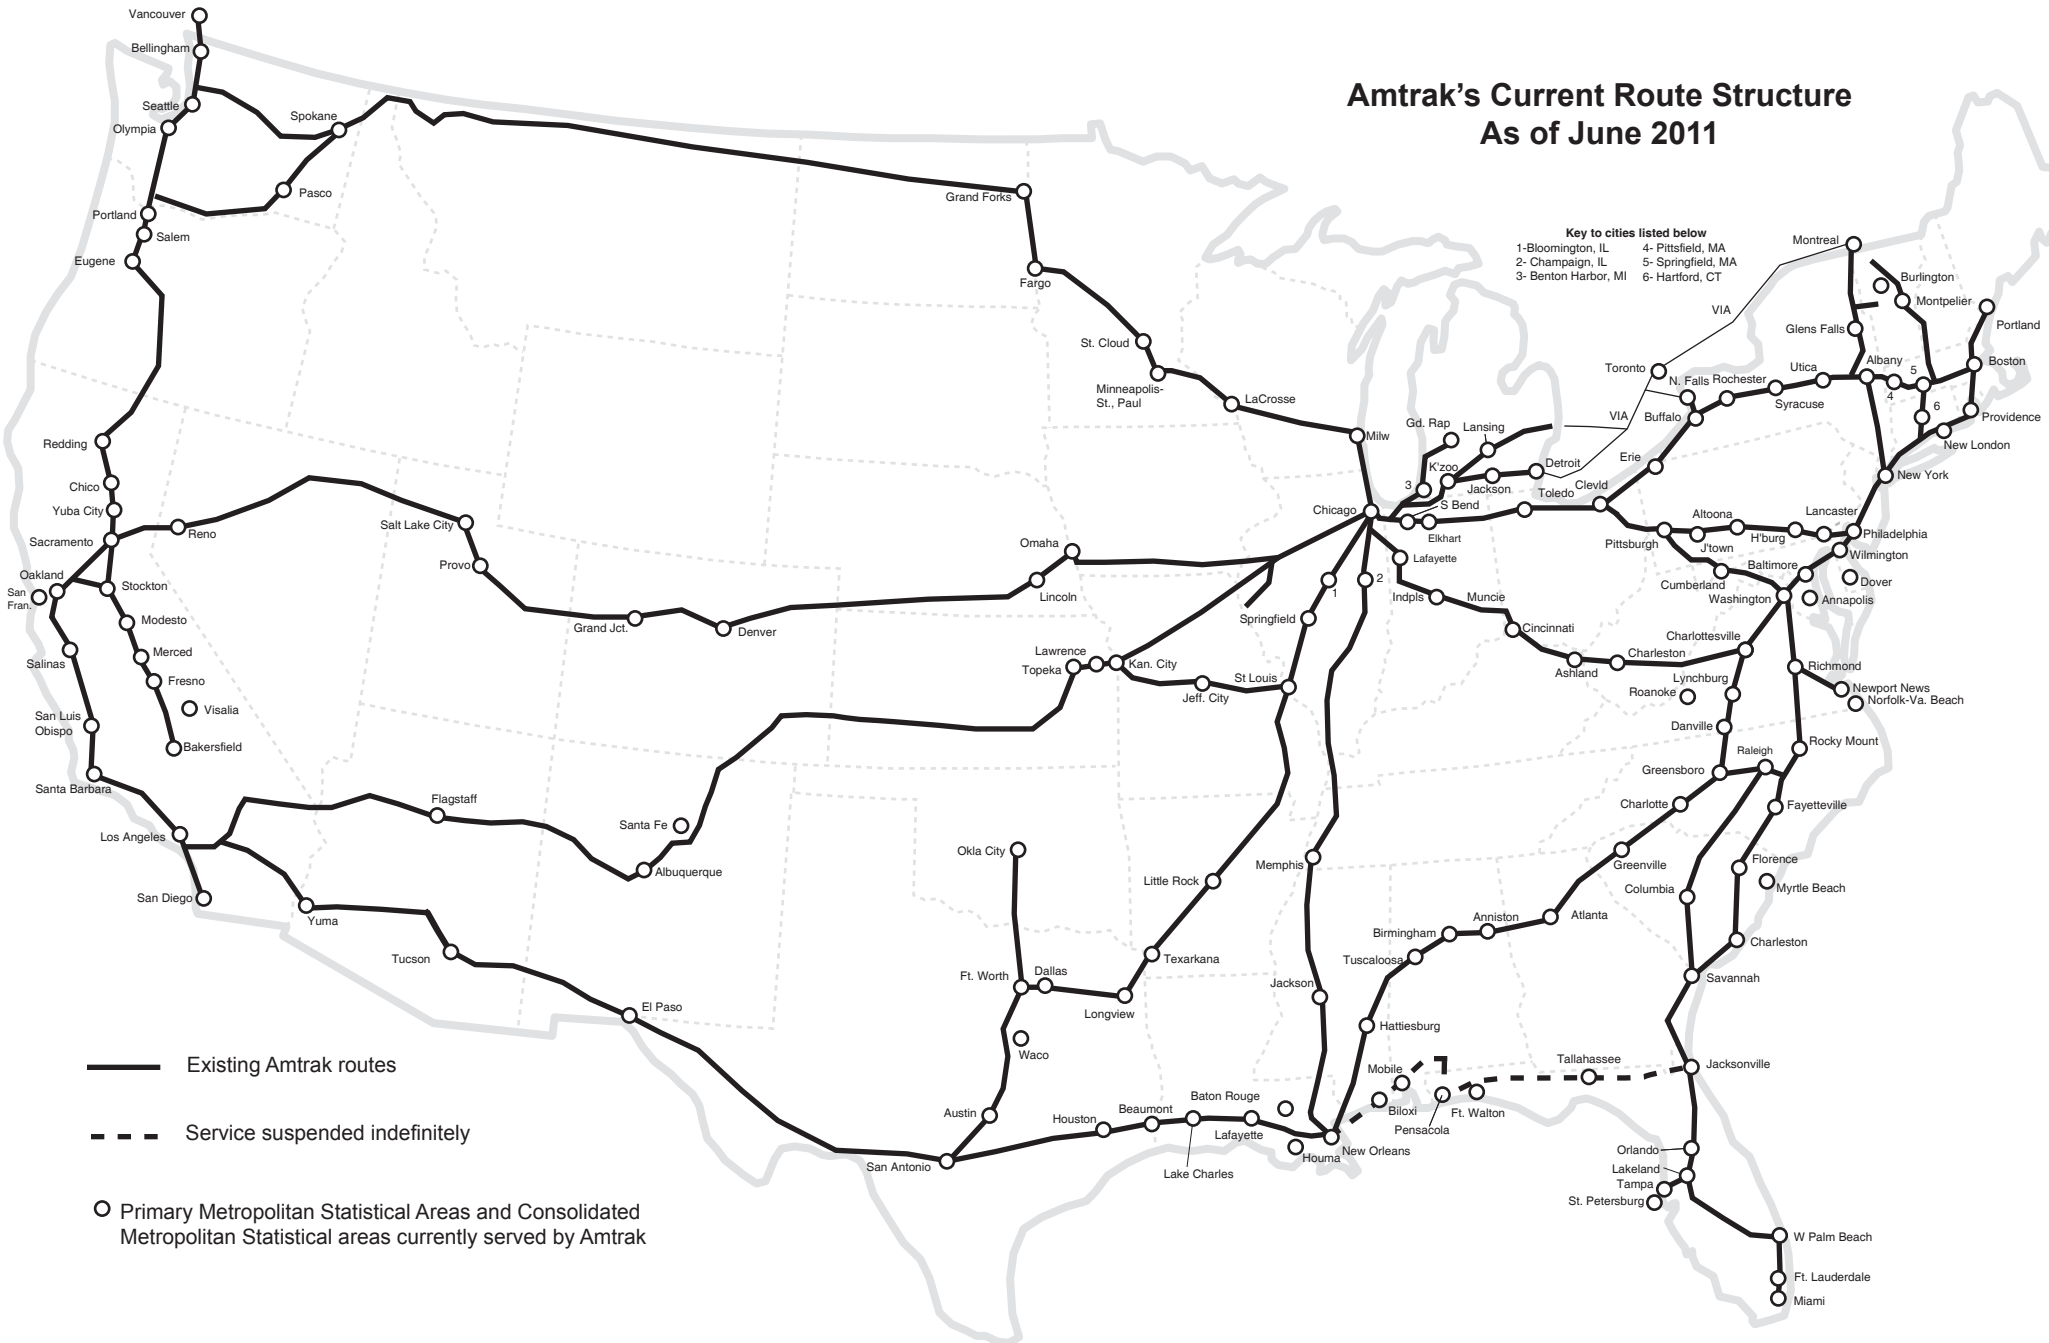 Amtrak's Current Route Structure
As of June 2011
Key to cities listed below
1-Bloomington, IL
2- Champaign, IL
3- Benton Harbor, MI
4- Pittsfield, MA
5- Springfield, MA
6- Hartford, CT
Vancouver
Bellingham
Seattle
Olympia
Spokane
Pasco
Portland
Salem
Eugene
Redding
Chico
Yuba City
Sacramento
Reno
Oakland
San
Fran.
Stockton
Modesto
Merced
Fresno
Visalia
Bakersfield
Salinas
San Luis
Obispo
Santa Barbara
Los Angeles
San Diego
Yuma
Tucson
El Paso
Flagstaff
Albuquerque
Santa Fe
Salt Lake City
Provo
Grand Jct.
Denver
Lincoln
Omaha
Grand Forks
Fargo
St. Cloud
Minneapolis-
St., Paul
LaCrosse
Milw
Chicago
Lawrence
Topeka
Kan. City
Jeff. City
St Louis
Springfield
1
2
Okla City
Ft. Worth
Dallas
Waco
Longview
Texarkana
Little Rock
Austin
San Antonio
Houston
Beaumont
Lake Charles
Lafayette
Baton Rouge
Houma
New Orleans
Memphis
Jackson
Hattiesburg
Tuscaloosa
Birmingham
Anniston
Atlanta
Biloxi
Mobile
Pensacola
Ft. Walton
Tallahassee
Jacksonville
Orlando
Lakeland
Tampa
St. Petersburg
W Palm Beach
Ft. Lauderdale
Miami
Savannah
Charleston
Columbia
Florence
Myrtle Beach
Fayetteville
Greenville
Charlotte
Greensboro
Raleigh
Rocky Mount
Danville
Lynchburg
Roanoke
Charlottesville
Richmond
Newport News
Norfolk-Va. Beach
Charleston
Ashland
Cincinnati
Muncie
Indpls
Lafayette
Gd. Rap
Lansing
K'zoo
3
Jackson
Detroit
S Bend
Elkhart
Toledo
Clevld
Erie
Buffalo
N. Falls
Toronto
VIA
VIA
Montreal
Rochester
Syracuse
Utica
Albany
Glens Falls
Burlington
Montpelier
Portland
Boston
Providence
New London
4
5
6
New York
Philadelphia
Lancaster
H'burg
Altoona
J'town
Pittsburgh
Cumberland
Wilmington
Baltimore
Dover
Annapolis
Washington
Existing Amtrak routes
Service suspended indefinitely
Primary Metropolitan Statistical Areas and Consolidated
Metropolitan Statistical areas currently served by Amtrak